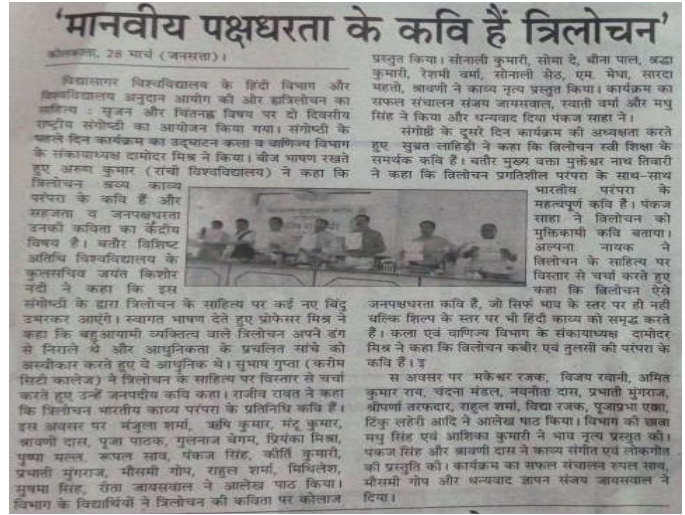 'मानवीय पक्षधरता के कवि हैं त्रिलोचन'
कोलकाता, 28 मार्च (जनसत्ता)।
विद्यासागर विश्वविद्यालय के हिंदी विभाग और
विश्वविद्यालय अनुदान आयोग की ओर ह्यत्रिलोचन का
साहित्य : सृजन और चिंतनह्ण विषय पर दो दिवसीय
राष्ट्रीय संगोष्ठी का आयोजन किया गया। संगोष्ठी के
पहले दिन कार्यक्रम का उद्घाटन कला व वाणिज्य विभाग
के संकायाध्यक्ष दामोदर मिश्र ने किया। बीज भाषण रखते
हुए अरुण कुमार (रांची विश्वविद्यालय) ने कहा कि
त्रिलोचन श्रव्य काव्य
परंपरा के कवि हैं और
सहजता व जनपक्षधरता
उनकी कविता का केंद्रीय
विषय है। बतौर विशिष्ट
अतिथि विश्वविद्यालय के
कुलसचिव जयंत किशोर
नंदी ने कहा कि इस
संगोष्ठी के द्वारा त्रिलोचन के साहित्य पर कई नए बिंदु
उभरकर आएंगे। स्वागत भाषण देते हुए प्रोफेसर मिश्र ने
कहा कि बहुआयामी व्यक्तित्व वाले त्रिलोचन अपने ढंग
से निराले थे और आधुनिकता के प्रचलित सांचे को
अस्वीकार करते हुए वे आधुनिक थे। सुभाष गुप्ता (करीम
सिटी कालेज) ने त्रिलोचन के साहित्य पर विस्तार से चर्चा
करते हुए उन्हें जनपदीय कवि कहा। राजीव रावत ने कहा
कि त्रिलोचन भारतीय काव्य परंपरा के प्रतिनिधि कवि हैं।
इस अवसर पर मंजुला शर्मा, ऋषि कुमार, मंटू कुमार,
श्रावणी दास, पूजा पाठक, गुलनाज बेगम, प्रियंका मिश्रा,
पुष्पा मल्ल, रूपल साव, पंकज सिंह, कीर्ति कुमारी,
प्रभाती मुंगराज, मौसमी गोप, राहुल शर्मा, मिथिलेश,
सुषमा सिंह, रीता जायसवाल ने आलेख पाठ किया।
विभाग के विद्यार्थियों ने त्रिलोचन की कविता पर कोलाज
प्रस्तुत किया। सोनाली कुमारी, सोमा दे, बीना पाल, श्रद्धा
कुमारी, रेशमी वर्मा, सोनाली सेठ, एम. मेघा, सारदा
महतो, श्रावणी ने काव्य नृत्य प्रस्तुत किया। कार्यक्रम का
सफल संचालन संजय जायसवाल, स्वाती वर्मा और मधु
सिंह ने किया और धन्यवाद दिया पंकज साहा ने।
संगोष्ठी के दूसरे दिन कार्यक्रम की अध्यक्षता करते
हुए सुब्रत लाहिड़ी ने कहा कि त्रिलोचन स्त्री शिक्षा के
समर्थक कवि हैं। बतौर मुख्य वक्ता मुक्तेश्वर नाथ तिवारी
ने कहा कि त्रिलोचन प्रगतिशील परंपरा के साथ-साथ
भारतीय परंपरा के
महत्वपूर्ण कवि हैं। पंकज
साहा ने त्रिलोचन को
मुक्तिकामी कवि बताया।
अल्पना नायक ने
त्रिलोचन के साहित्य पर
विस्तार से चर्चा करते हुए
कहा कि त्रिलोचन ऐसे
जनपक्षधरता कवि हैं, जो सिर्फ भाव के स्तर पर ही नहीं
बल्कि शिल्प के स्तर पर भी हिंदी काव्य को समृद्ध करते
हैं। कला एवं वाणिज्य विभाग के संकायाध्यक्ष दामोदर
मिश्र ने कहा कि त्रिलोचन कबीर एवं तुलसी की परंपरा के
कवि हैं। इ
स अवसर पर मकेश्वर रजक, विजय रवानी, अमित
कुमार राय, चंदना मंडल, नयनीता दास, प्रभाती मुंगराज,
श्रीपर्णा तरफदार, राहुल शर्मा, विद्या रजक, पूजाप्रभा एक्का,
टिंकु लहेरी आदि ने आलेख पाठ किया। विभाग की छात्रा
मधु सिंह एवं आशिका कुमारी ने भाव नृत्य प्रस्तुत की।
पंकज सिंह और श्रावणी दास ने काव्य संगीत एवं लोकगीत
की प्रस्तुति की। कार्यक्रम का सफल संचालन रुपल साव,
मौसमी गोप और धन्यवाद ज्ञापन संजय जायसवाल ने
दिया।